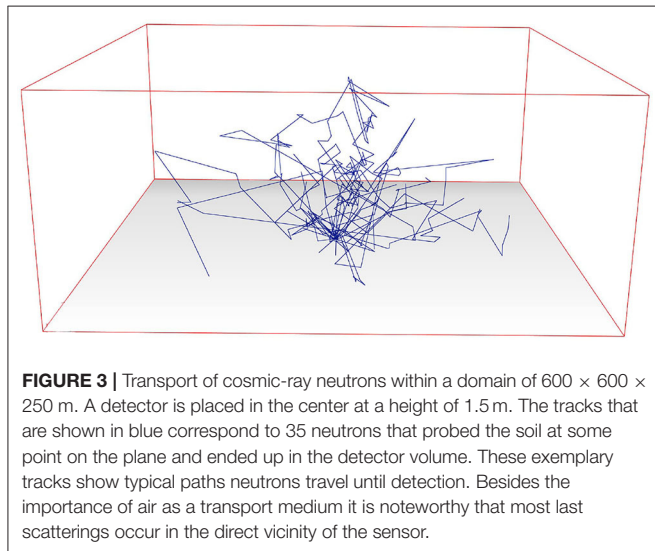 FIGURE 3 | Transport of cosmic-ray neutrons within a domain of 600 × 600 ×
250 m. A detector is placed in the center at a height of 1.5 m. The tracks that
are shown in blue correspond to 35 neutrons that probed the soil at some
point on the plane and ended up in the detector volume. These exemplary
tracks show typical paths neutrons travel until detection. Besides the
importance of air as a transport medium it is noteworthy that most last
scatterings occur in the direct vicinity of the sensor.